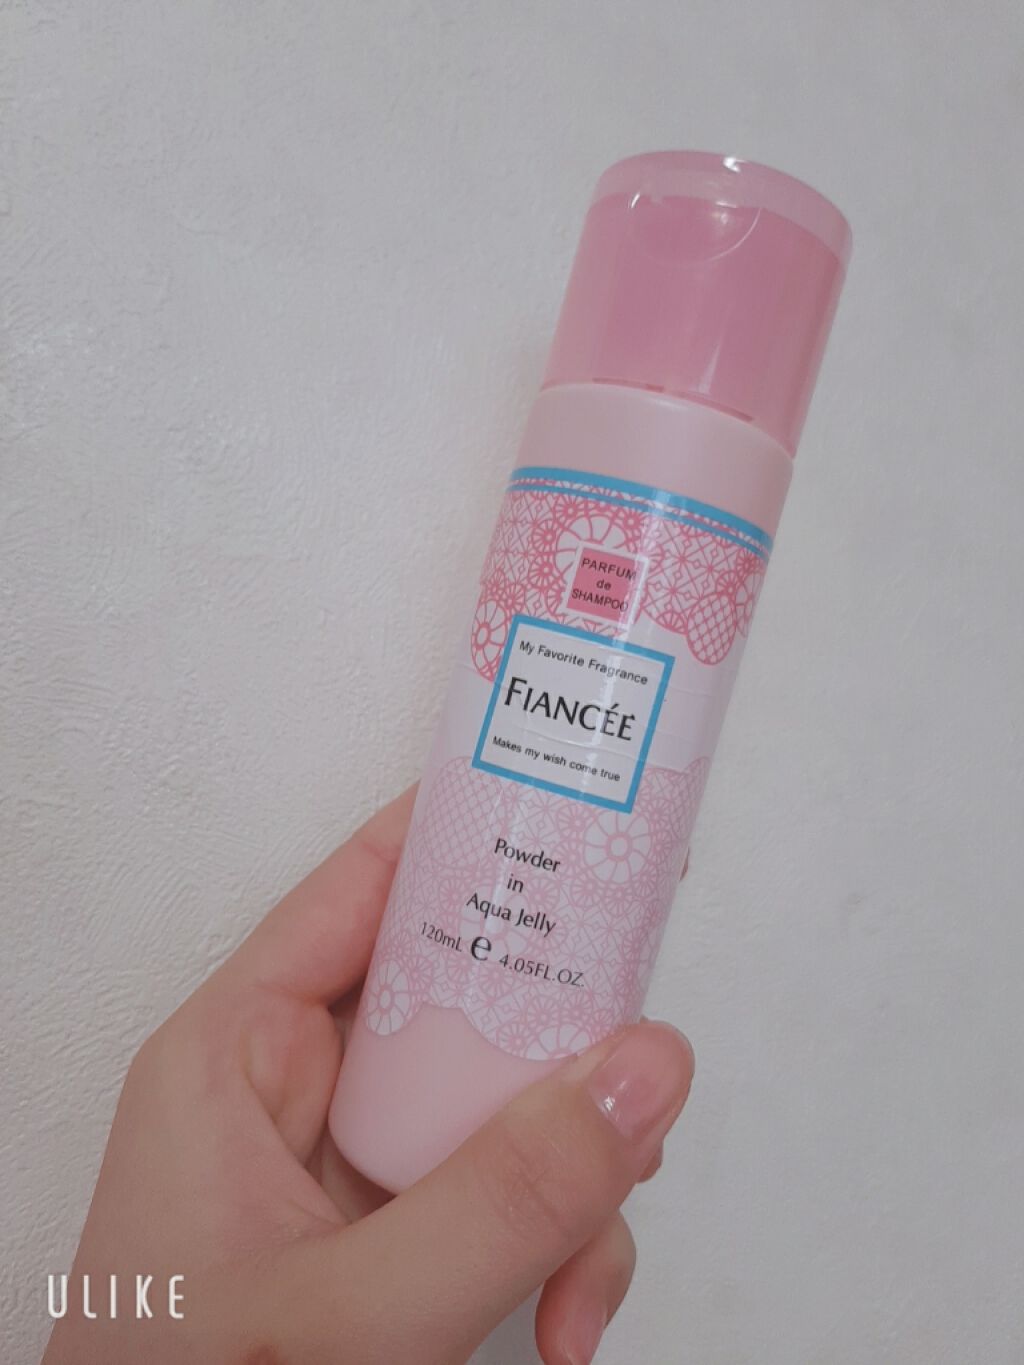 PARFUM
de
SHAMPOO
My Favorite Fragrance
FIANCÉE
Makes my wish come true
Powder
in
Aqua Jelly
120mL e 4.05FL.OZ.
ULIKE